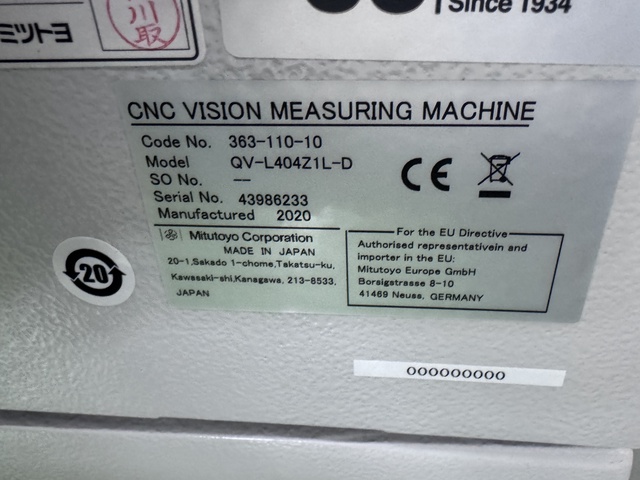 ミツトヨ
川
取
Since 1934
CNC VISION MEASURING MACHINE
Code No. 363-110-10
Model QV-L404Z1L-D
SO No. --
Serial No. 43986233
Manufactured 2020
Mitutoyo Corporation
MADE IN JAPAN
20-1,Sakado 1-chome,Takatsu-ku,
Kawasaki-shi,Kanagawa, 213-8533,
JAPAN
CE
For the EU Directive
Authorised representativein and
importer in the EU:
Mitutoyo Europe GmbH
Borsigstrasse 8-10
41469 Neuss, GERMANY
20
000000000